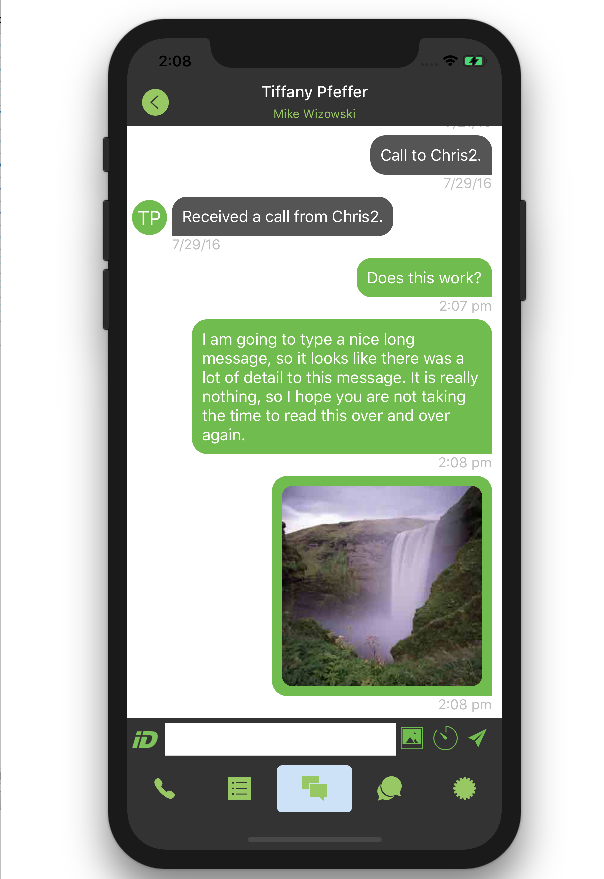 2:08
Tiffany Pfeffer
Mike Wizowski
Call to Chris2.
7/29/16
TP
Received a call from Chris2.
7/29/16
Does this work?
2:07 pm
I am going to type a nice long
message, so it looks like there was a
lot of detail to this message. It is really
nothing, so I hope you are not taking
the time to read this over and over
again.
2:08 pm
2:08 pm
iD